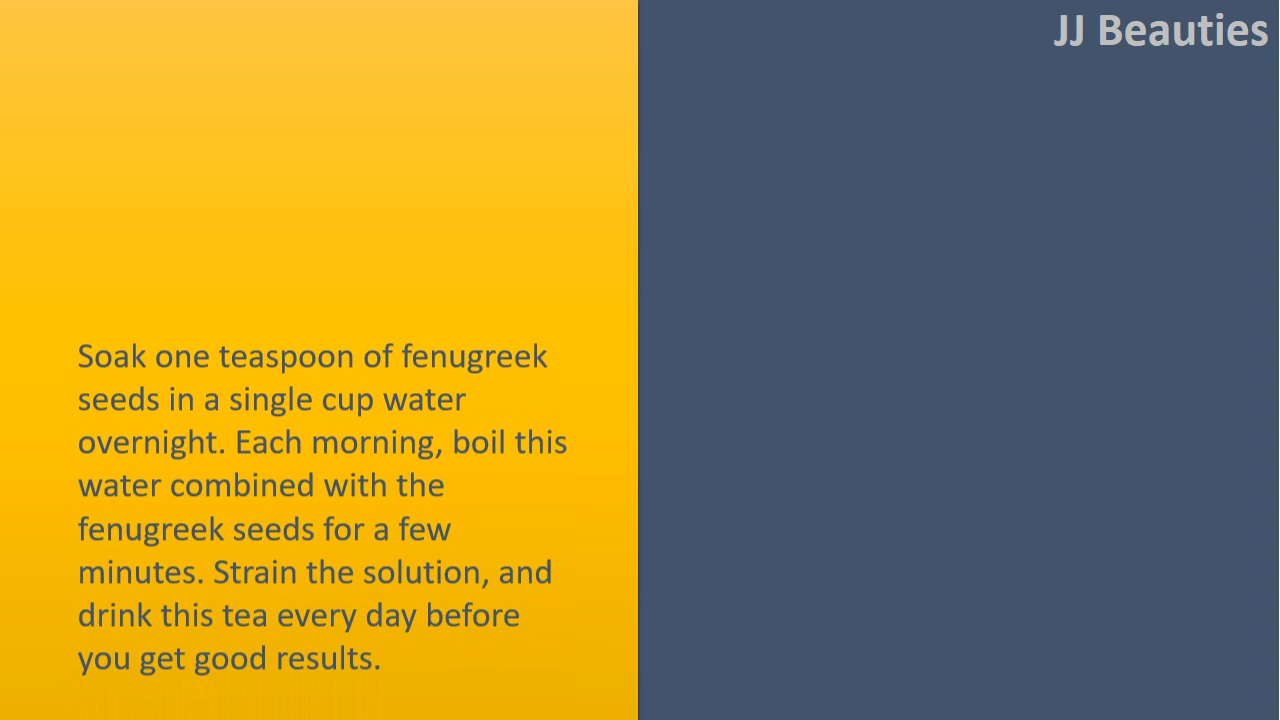 JJ Beauties
Soak one teaspoon of fenugreek
seeds in a single cup water
overnight. Each morning, boil this
water combined with the
fenugreek seeds for a few
minutes. Strain the solution, and
drink this tea every day before
you get good results.